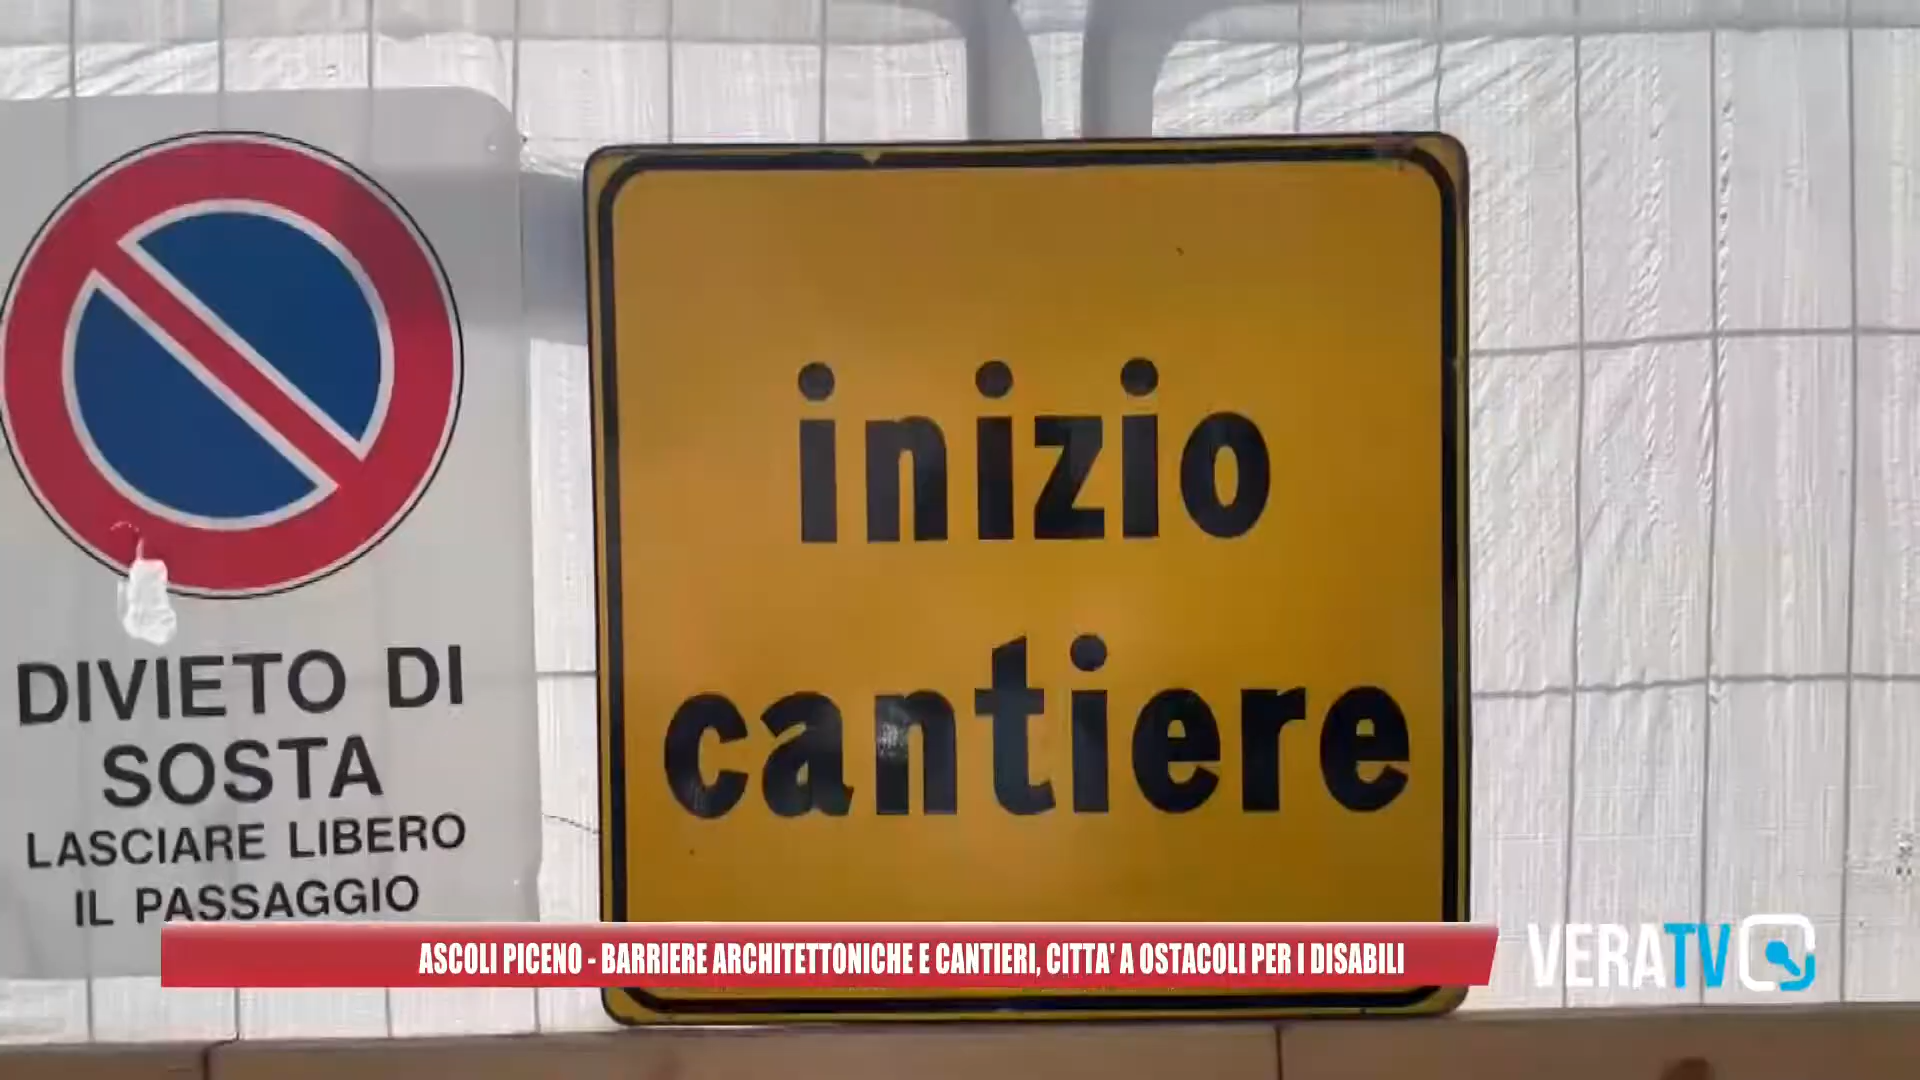 DIVIETO DI
SOSTA
LASCIARE LIBERO
IL PASSAGGIO
inizio
cantiere
ASCOLI PICENO - BARRIERE ARCHITETTONICHE E CANTIERI, CITTA' A OSTACOLI PER I DISABILI
VERATV